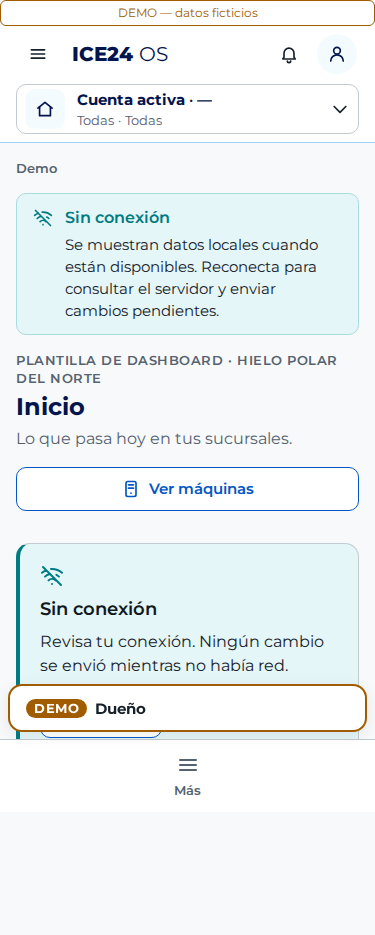 DEMO — datos ficticios
ICE24 OS
Cuenta activa · —
Todas · Todas
Demo
Sin conexión
Se muestran datos locales cuando
están disponibles. Reconecta para
consultar el servidor y enviar
cambios pendientes.
PLANTILLA DE DASHBOARD · HIELO POLAR
DEL NORTE
Inicio
Lo que pasa hoy en tus sucursales.
Ver máquinas
Sin conexión
Revisa tu conexión. Ningún cambio
se envió mientras no había red.
DEMO Dueño
Más